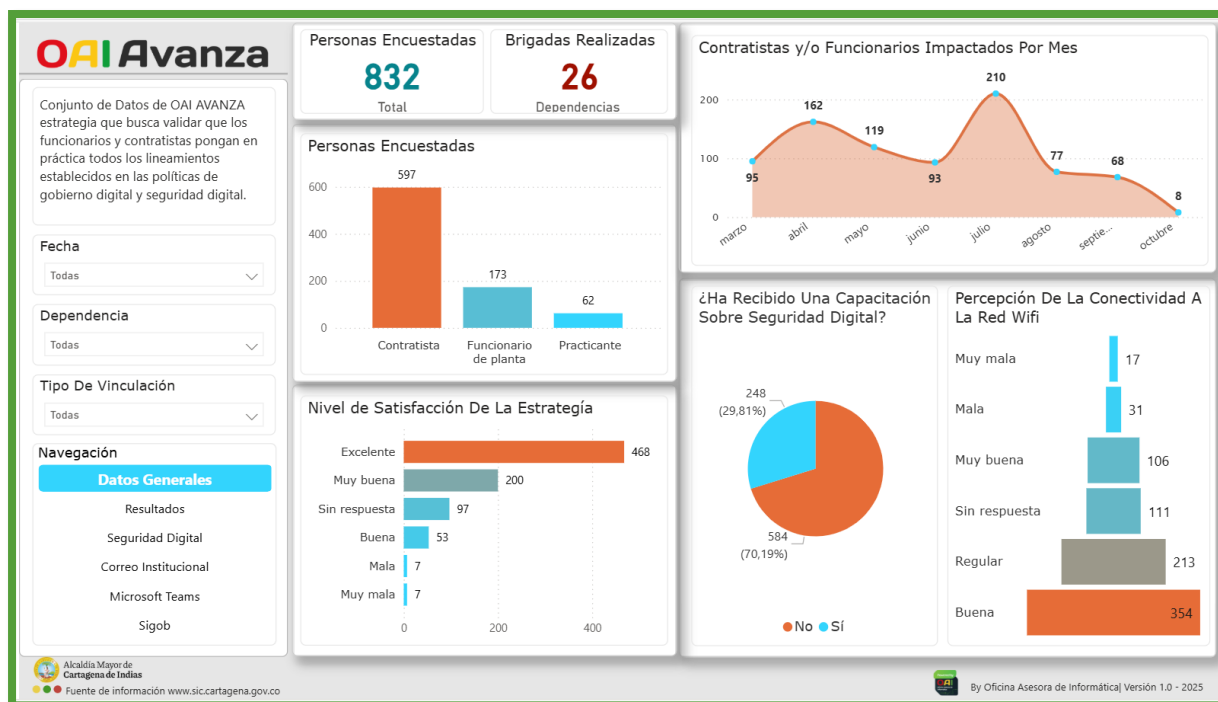 OAI Avanza
Conjunto de Datos de OAI AVANZA
estrategia que busca validar que los
funcionarios y contratistas pongan en
práctica todos los lineamientos
establecidos en las políticas de
gobierno digital y seguridad digital.
Fecha
Todas
Dependencia
Todas
Tipo De Vinculación
Todas
Navegación
Datos Generales
Resultados
Seguridad Digital
Correo Institucional
Microsoft Teams
Sigob
Personas Encuestadas
832
Total
Brigadas Realizadas
26
Dependencias
Personas Encuestadas
600
400
200
0
597
173
62
Contratista
Funcionario
de planta
Practicante
Nivel de Satisfacción De La Estrategía
Excelente 468
Muy buena 200
Sin respuesta 97
Buena 53
Mala 7
Muy mala 7
0 200 400
Contratistas y/o Funcionarios Impactados Por Mes
200
100
0
95
162
119
93
210
77
68
8
marzo
abril
mayo
junio
julio
agosto
septie...
octubre
¿Ha Recibido Una Capacitación
Sobre Seguridad Digital?
248
(29,81%)
584
(70,19%)
No Sí
Percepción De La Conectividad A
La Red Wifi
Muy mala 17
Mala 31
Muy buena 106
Sin respuesta 111
Regular 213
Buena 354
Alcaldía Mayor de
Cartagena de Indias
Fuente de información www.sic.cartagena.gov.co
OAI
By Oficina Asesora de Informática| Versión 1.0 - 2025